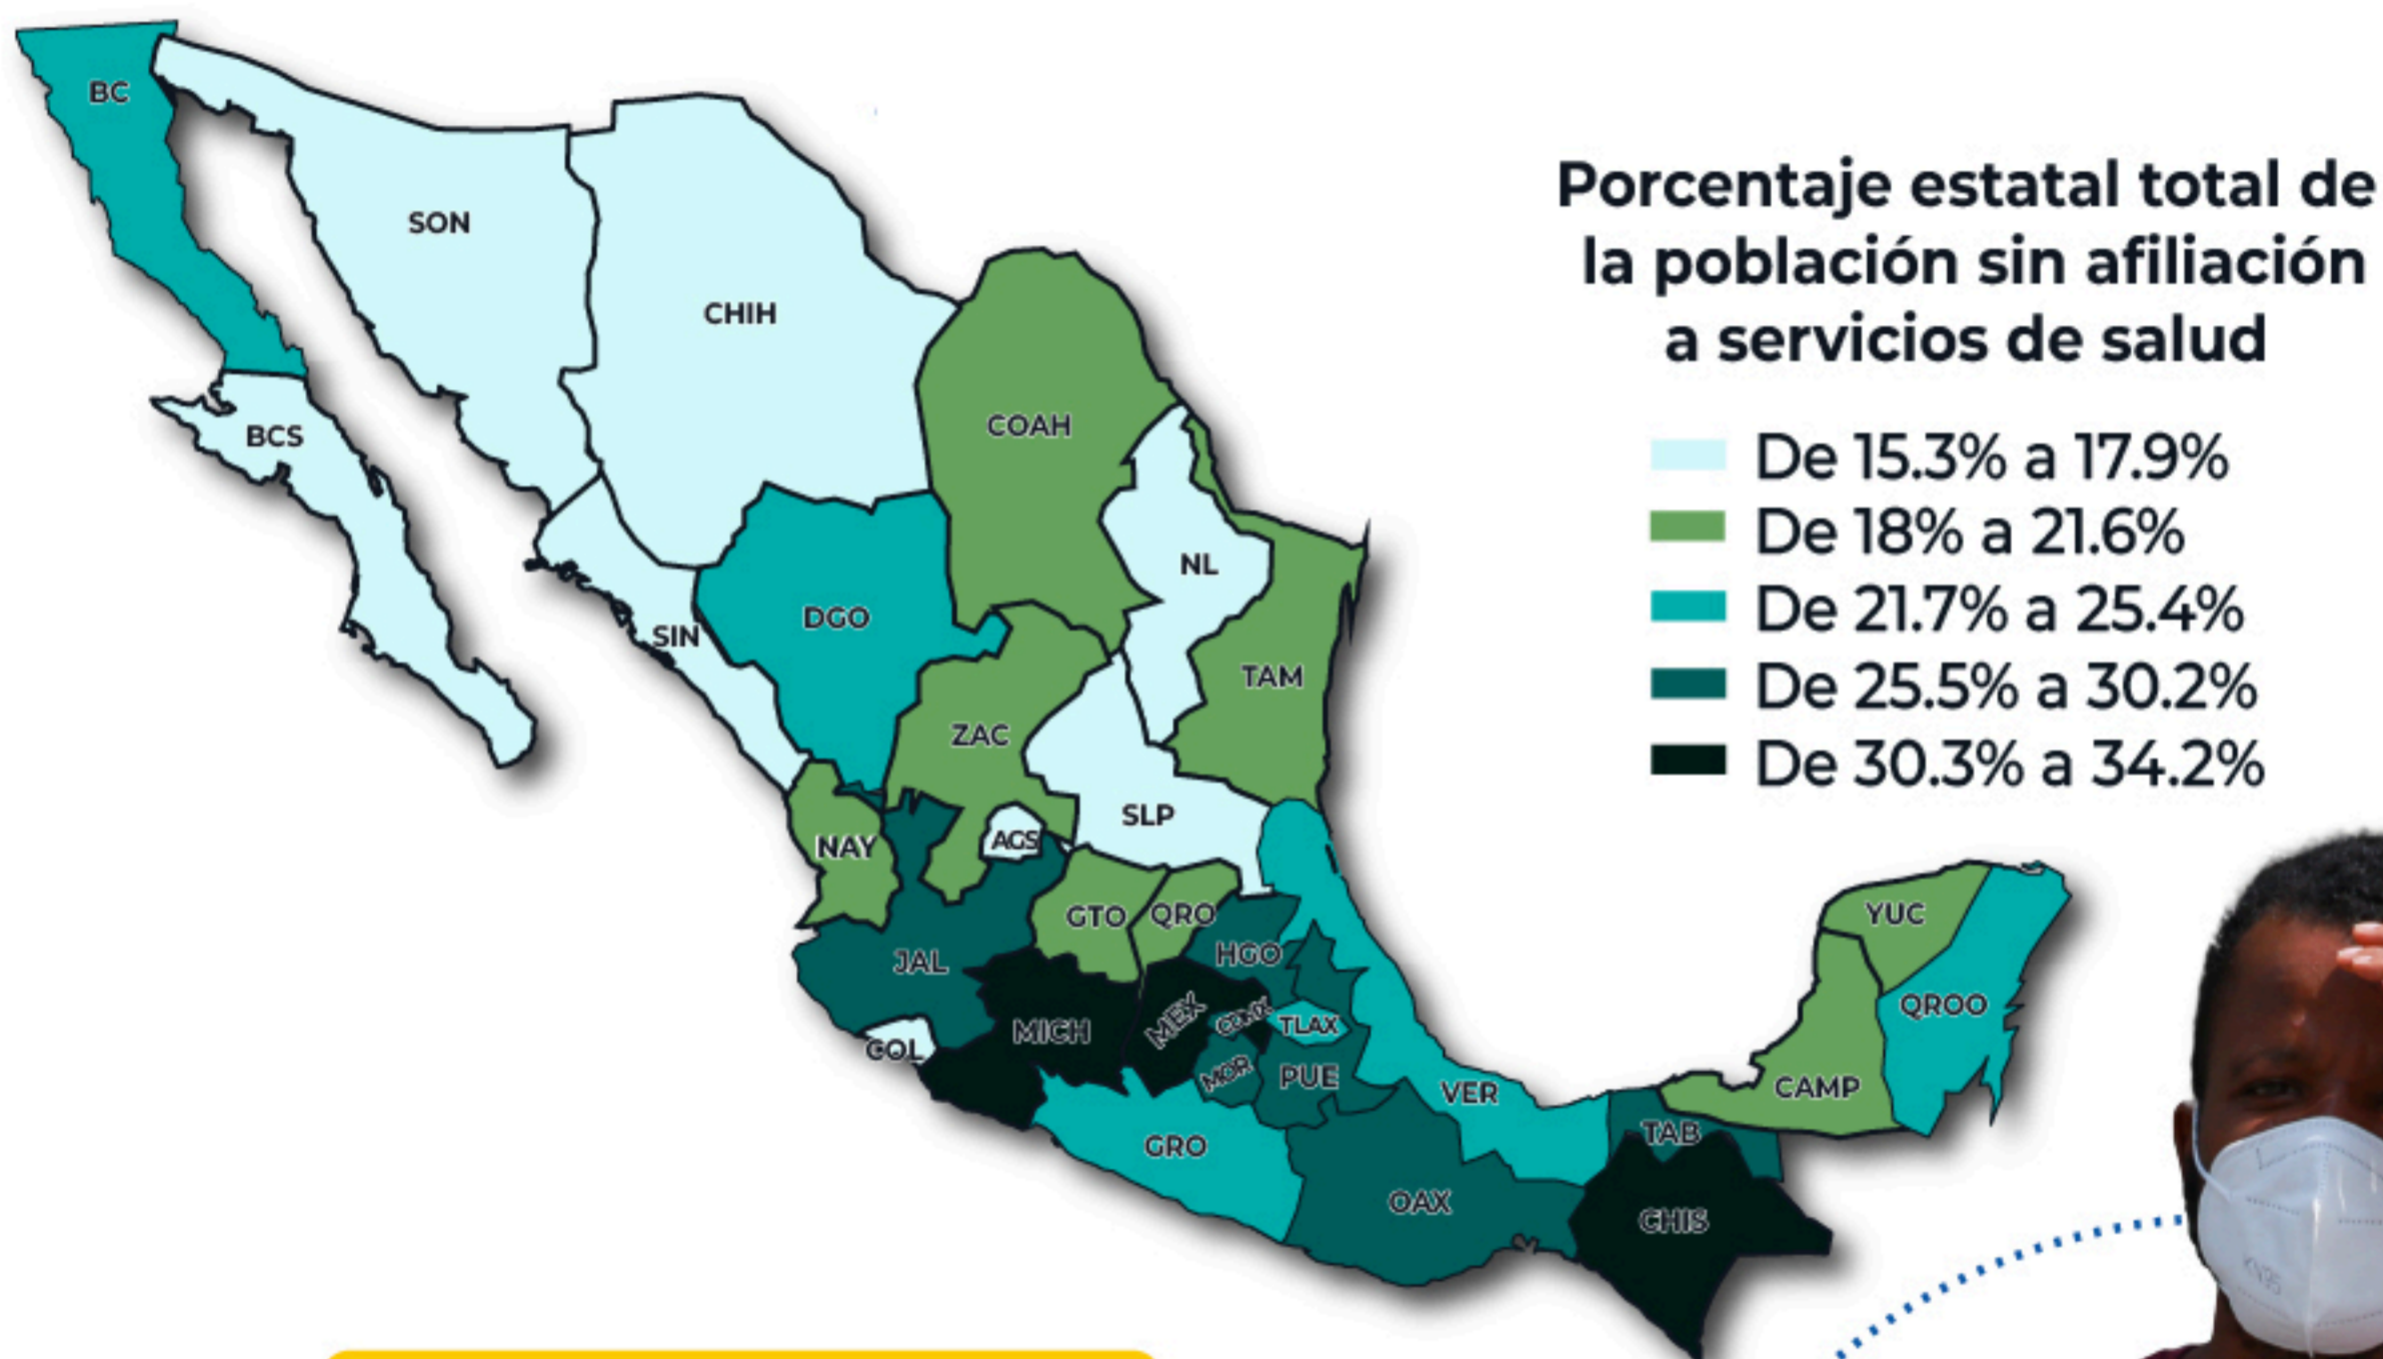 BC
SON
CHIH
Porcentaje estatal total de
la población sin afiliación
a servicios de salud
COAH
BCS
De 15.3% a 17.9%
De 18% a 21.6%
NL
De 21.7% a 25.4%
DGO
SIN
TAM
De 25.5% a 30.2%
ZAC
De 30.3% a 34.2%
SLP
AGS
NAY
GTO
QRO
YUC
HGO
JAL
QROO
MEX
CDMX
TLAX
MICH
COL
MOR
PUE
CAMP
VER
TAB
GRO
OAX
CHIS
KN95